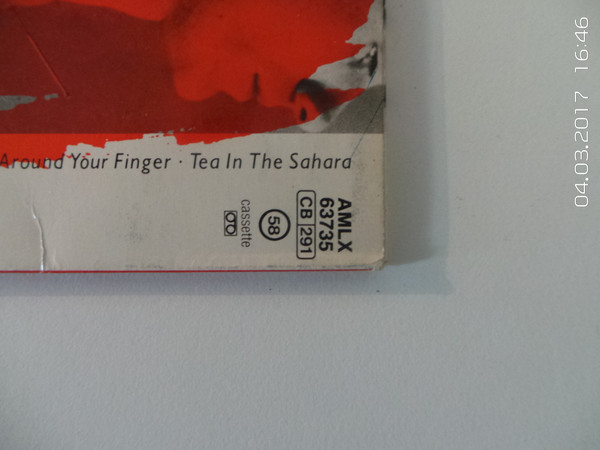 Around Your Finger · Tea In The Sahara
AMLX
63735
CB 291
58
cassette
04.03.2017 16:46